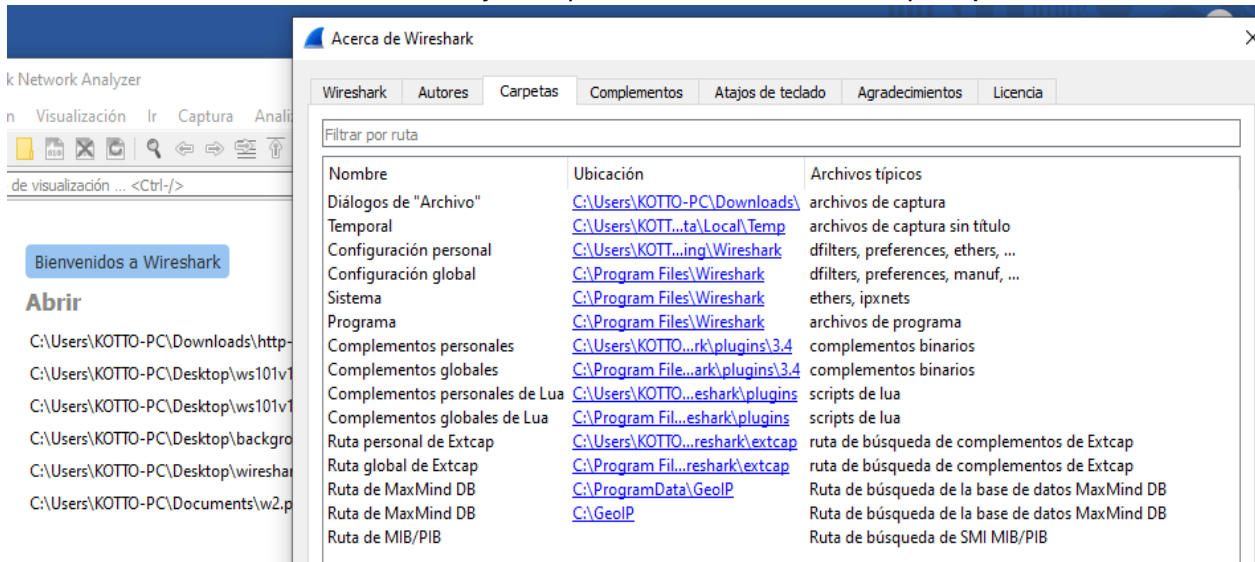 Acerca de Wireshark
k Network Analyzer
n Visualización Ir Captura Anali
de visualización ... <Ctrl-/>
Bienvenidos a Wireshark
Abrir
C:\Users\KOTTO-PC\Downloads\http-
C:\Users\KOTTO-PC\Desktop\ws101v1
C:\Users\KOTTO-PC\Desktop\ws101v1
C:\Users\KOTTO-PC\Desktop\backgro
C:\Users\KOTTO-PC\Desktop\wireshar
C:\Users\KOTTO-PC\Documents\w2.p
Wireshark Autores Carpetas Complementos Atajos de teclado Agradecimientos Licencia
Filtrar por ruta
Nombre Ubicación Archivos típicos
Diálogos de "Archivo" C:\Users\KOTTO-PC\Downloads\ archivos de captura
Temporal C:\Users\KOTT...ta\Local\Temp archivos de captura sin título
Configuración personal C:\Users\KOTT...ing\Wireshark dfilters, preferences, ethers, ...
Configuración global C:\Program Files\Wireshark dfilters, preferences, manuf, ...
Sistema C:\Program Files\Wireshark ethers, ipxnets
Programa C:\Program Files\Wireshark archivos de programa
Complementos personales C:\Users\KOTTO...rk\plugins\3.4 complementos binarios
Complementos globales C:\Program File...ark\plugins\3.4 complementos binarios
Complementos personales de Lua C:\Users\KOTTO...eshark\plugins scripts de lua
Complementos globales de Lua C:\Program Fil...eshark\plugins scripts de lua
Ruta personal de Extcap C:\Users\KOTTO...reshark\extcap ruta de búsqueda de complementos de Extcap
Ruta global de Extcap C:\Program Fil...reshark\extcap ruta de búsqueda de complementos de Extcap
Ruta de MaxMind DB C:\ProgramData\GeoIP Ruta de búsqueda de la base de datos MaxMind DB
Ruta de MaxMind DB C:\GeoIP Ruta de búsqueda de la base de datos MaxMind DB
Ruta de MIB/PIB Ruta de búsqueda de SMI MIB/PIB